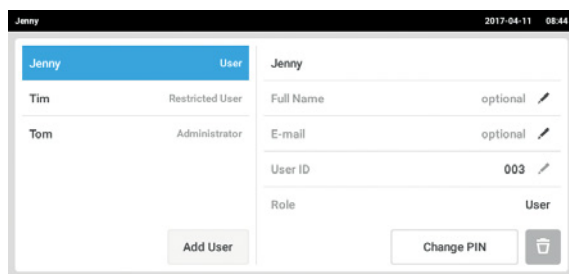 Jenny 2017-04-11 08:44
Jenny User
Tim Restricted User
Tom Administrator
Add User
Jenny
Full Name optional
E-mail optional
User ID 003
Role User
Change PIN